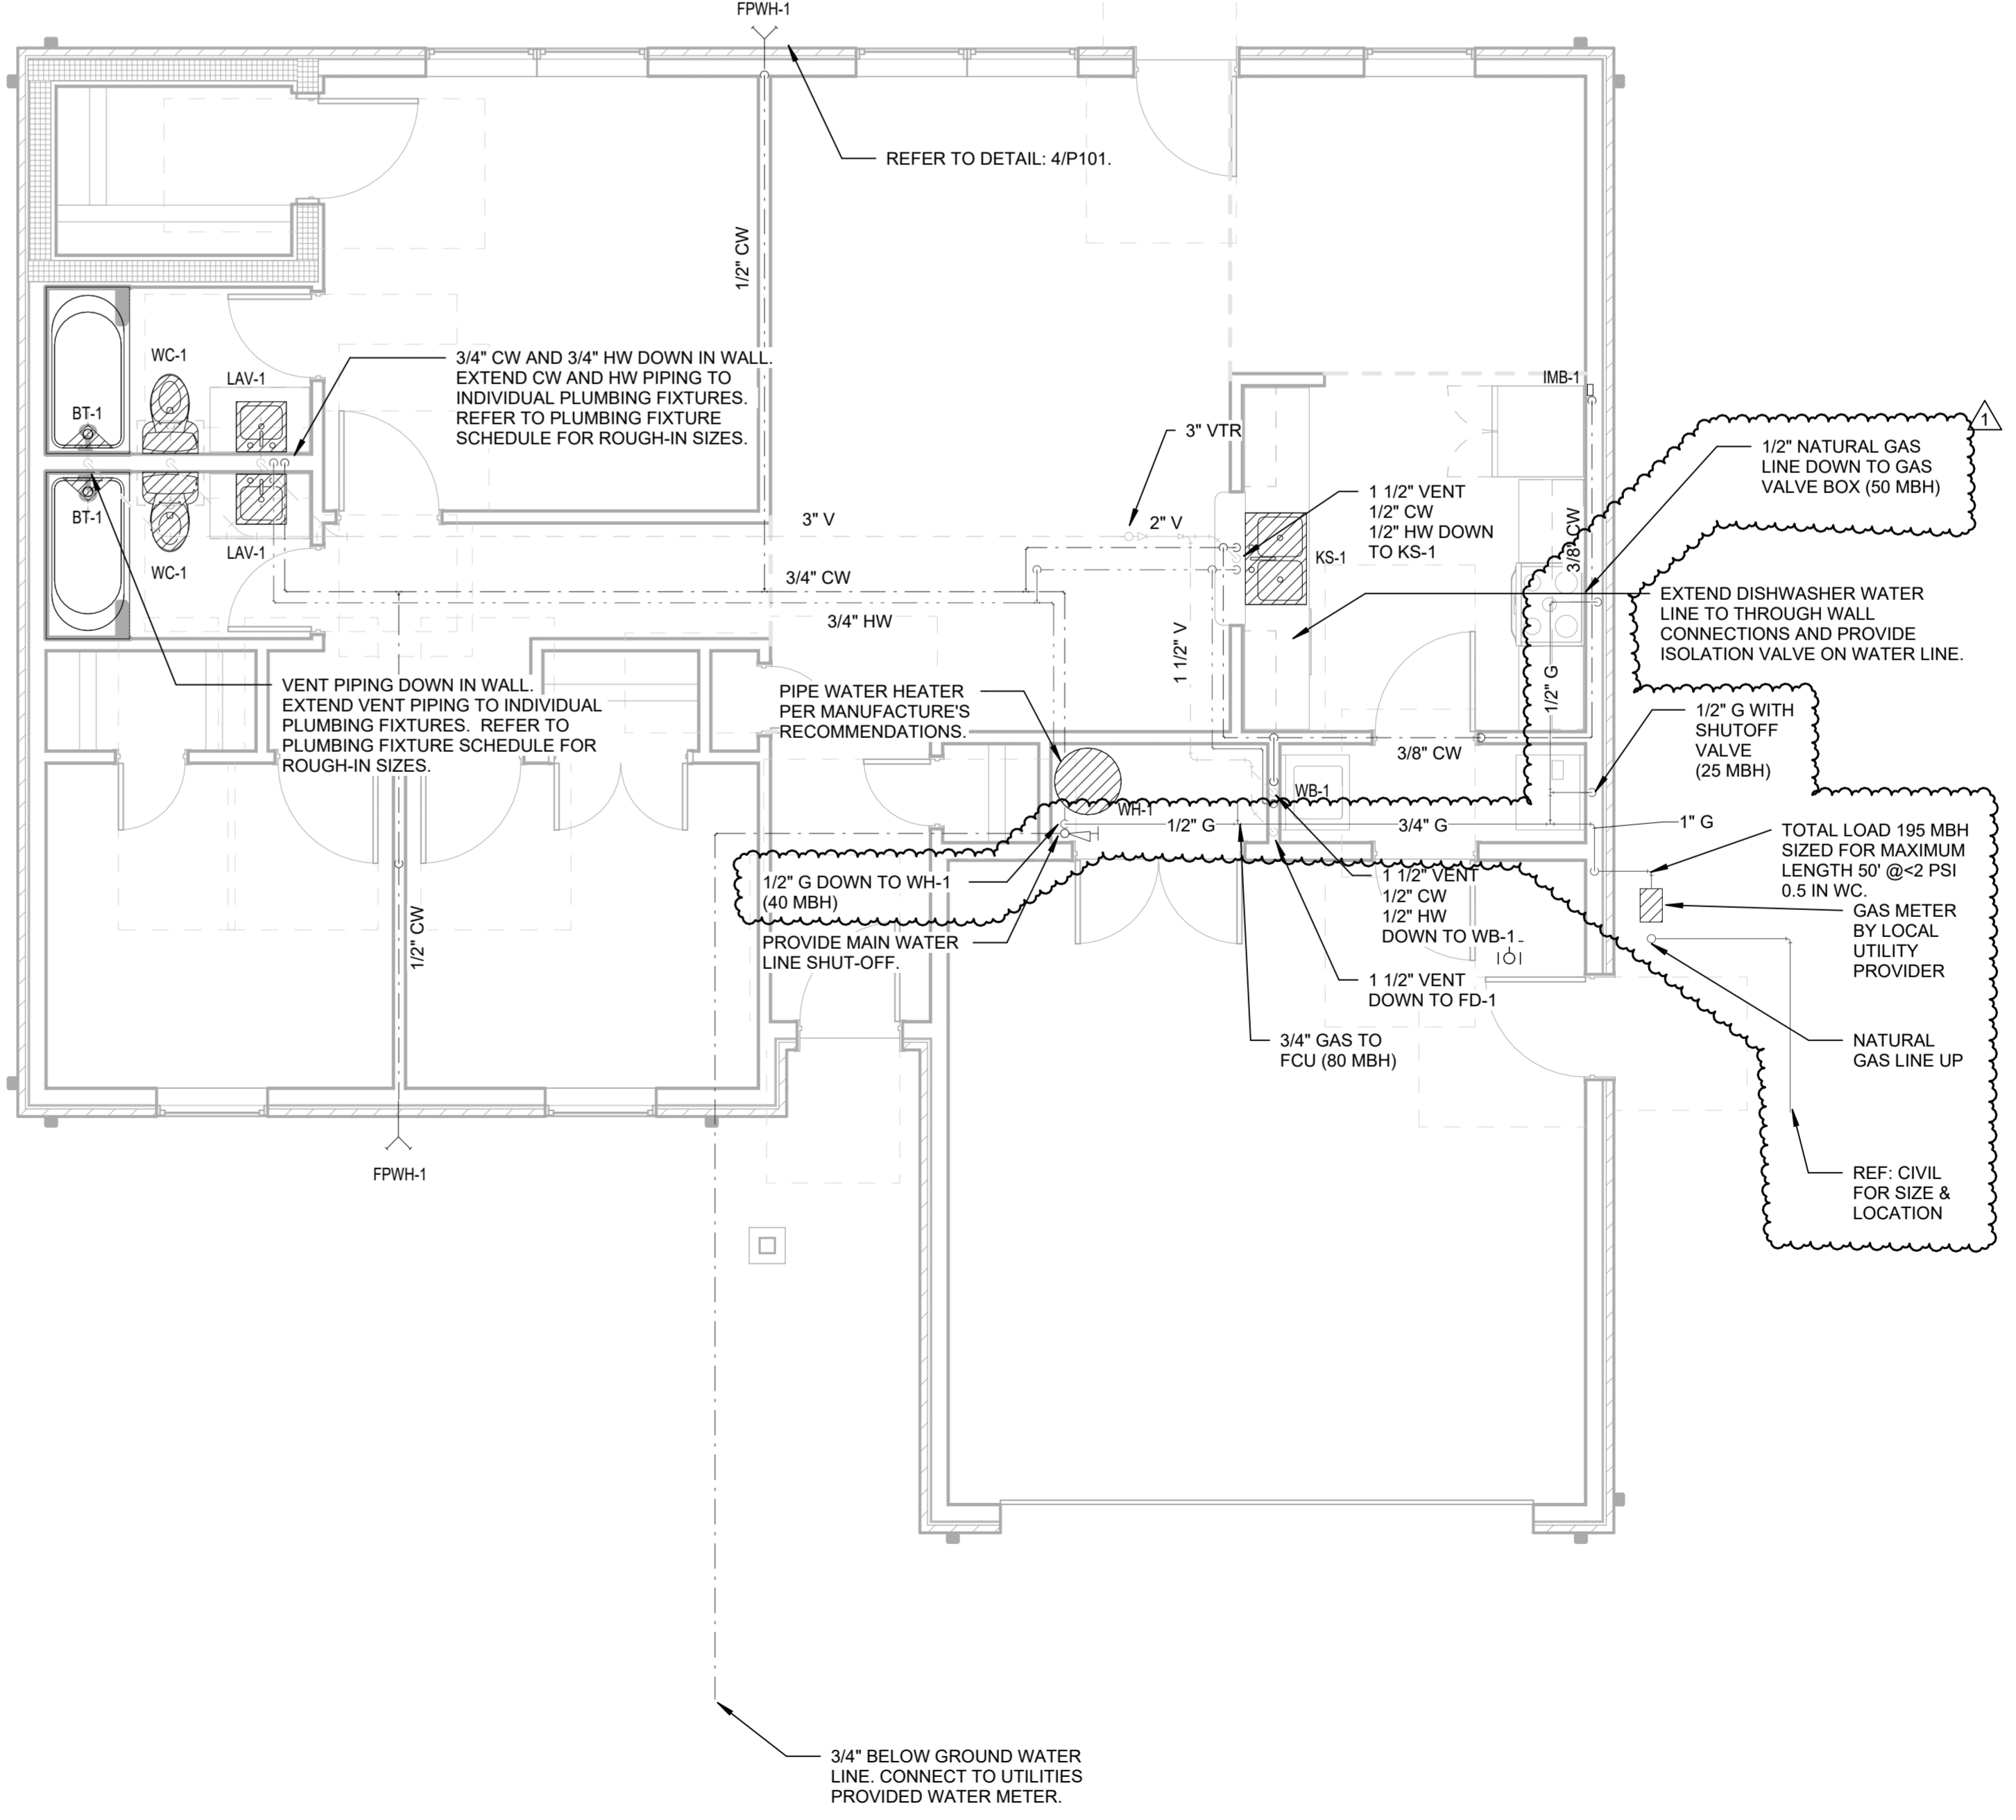 FPWH-1
REFER TO DETAIL: 4/P101.
1/2" CW
WC-1
LAV-1
BT-1
3/4" CW AND 3/4" HW DOWN IN WALL.
EXTEND CW AND HW PIPING TO
INDIVIDUAL PLUMBING FIXTURES.
REFER TO PLUMBING FIXTURE
SCHEDULE FOR ROUGH-IN SIZES.
IMB-1
1
1/2" NATURAL GAS
LINE DOWN TO GAS
VALVE BOX (50 MBH)
3" VTR
1 1/2" VENT
1/2" CW
1/2" HW DOWN
TO KS-1
KS-1
3/8" CW
BT-1
LAV-1
WC-1
3" V
2" V
3/4" CW
3/4" HW
1 1/2" V
EXTEND DISHWASHER WATER
LINE TO THROUGH WALL
CONNECTIONS AND PROVIDE
ISOLATION VALVE ON WATER LINE.
VENT PIPING DOWN IN WALL.
EXTEND VENT PIPING TO INDIVIDUAL
PLUMBING FIXTURES. REFER TO
PLUMBING FIXTURE SCHEDULE FOR
ROUGH-IN SIZES.
PIPE WATER HEATER
PER MANUFACTURE'S
RECOMMENDATIONS.
1/2" G
1/2" G WITH
SHUTOFF
VALVE
(25 MBH)
3/8" CW
WB-1
WH-1
1/2" G
3/4" G
1" G
TOTAL LOAD 195 MBH
SIZED FOR MAXIMUM
LENGTH 50' @<2 PSI
0.5 IN WC.
1/2" G DOWN TO WH-1
(40 MBH)
1 1/2" VENT
1/2" CW
1/2" HW
DOWN TO WB-1
GAS METER
BY LOCAL
UTILITY
PROVIDER
PROVIDE MAIN WATER
LINE SHUT-OFF.
1/2" CW
1 1/2" VENT
DOWN TO FD-1
3/4" GAS TO
FCU (80 MBH)
NATURAL
GAS LINE UP
FPWH-1
REF: CIVIL
FOR SIZE &
LOCATION
3/4" BELOW GROUND WATER
LINE. CONNECT TO UTILITIES
PROVIDED WATER METER.